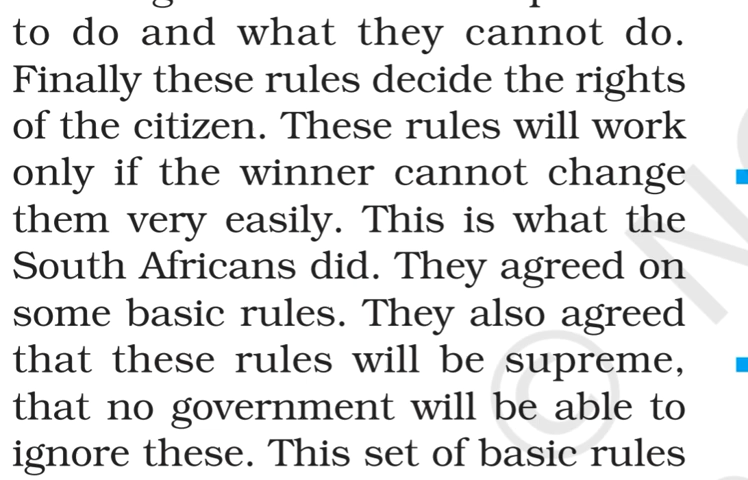 to do and what they cannot do.
Finally these rules decide the rights
of the citizen. These rules will work
only if the winner cannot change
them very easily. This is what the
South Africans did. They agreed on
some basic rules. They also agreed
that these rules will be supreme,
that no government will be able to
ignore these. This set of basic rules